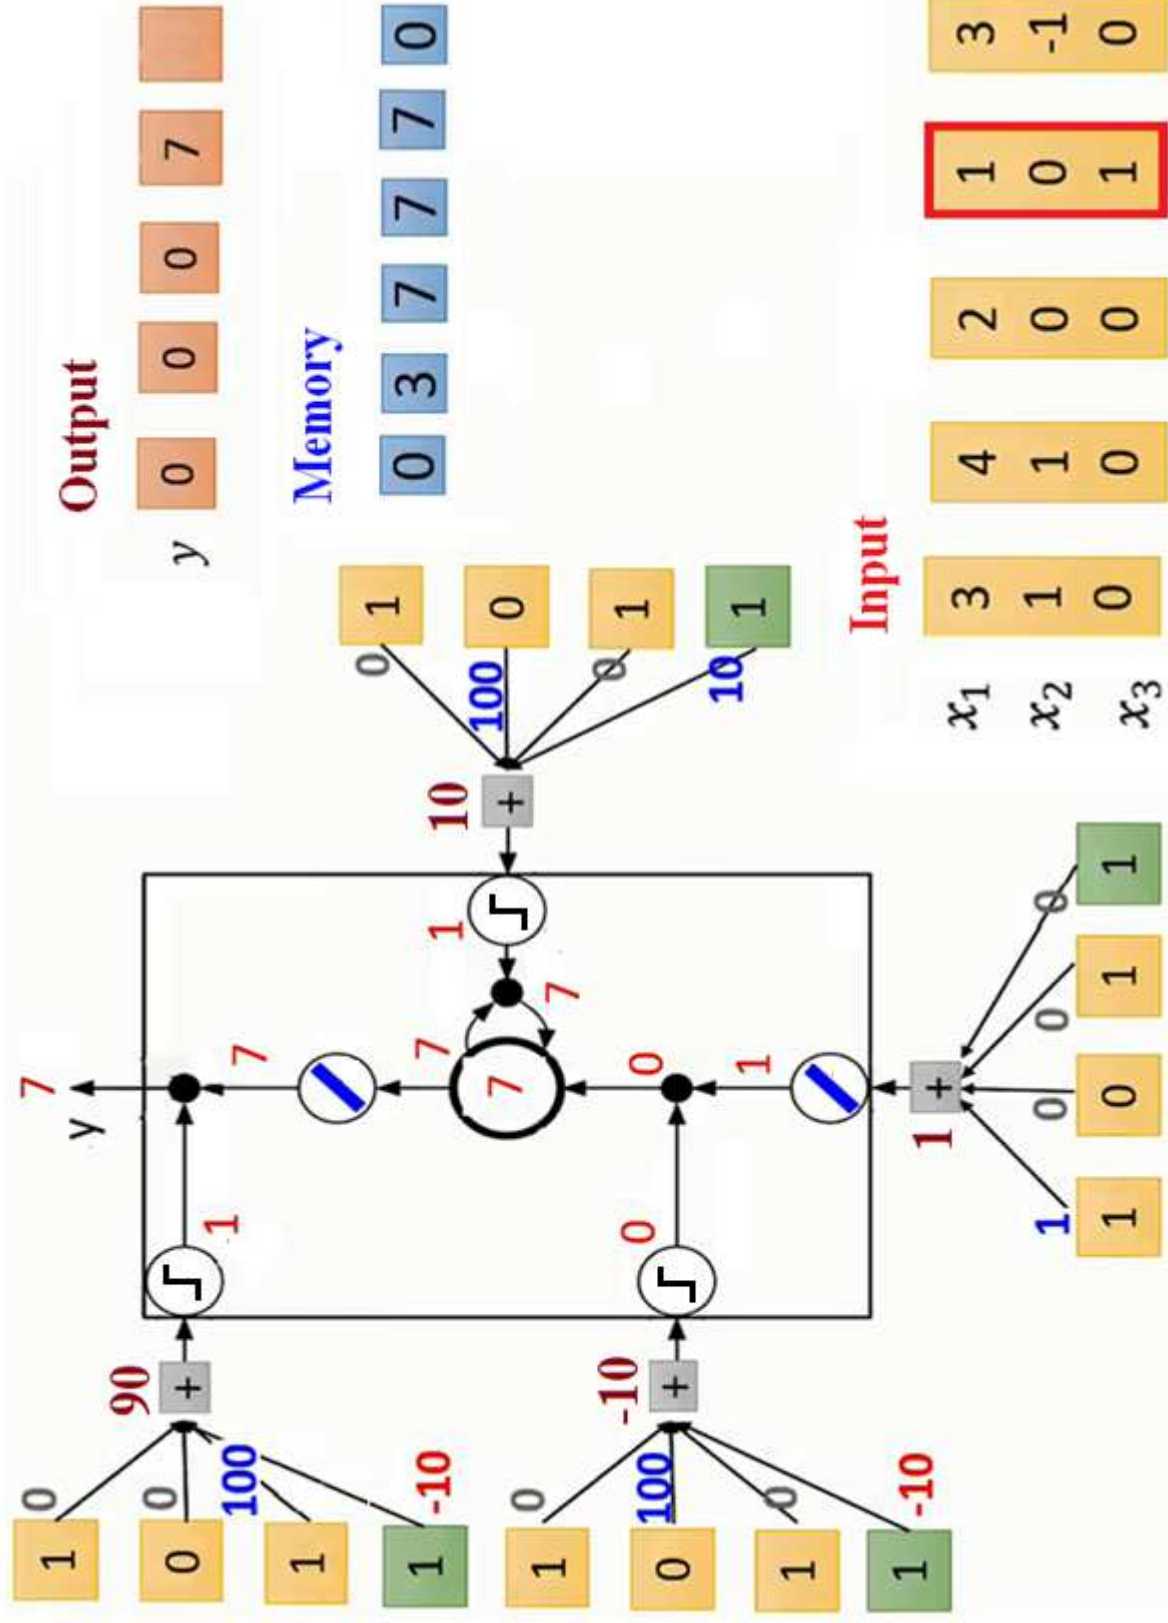 Output
y 0 0 0 7
Memory
0 3 7 7 7 0
Input
x₁ 3 4 2 1 3
x₂ 1 1 0 0 -1
x₃ 0 0 0 1 0
y 7
1 0
0 0
1 100
1 -10
90
+
1
7
7
7
7
1
10
+
1 0
0 100
1 0
1 10
1 0
0 100
1 0
1 -10
-10
+
0
0
1
1
+
1 0 0 0
1 0 1 1